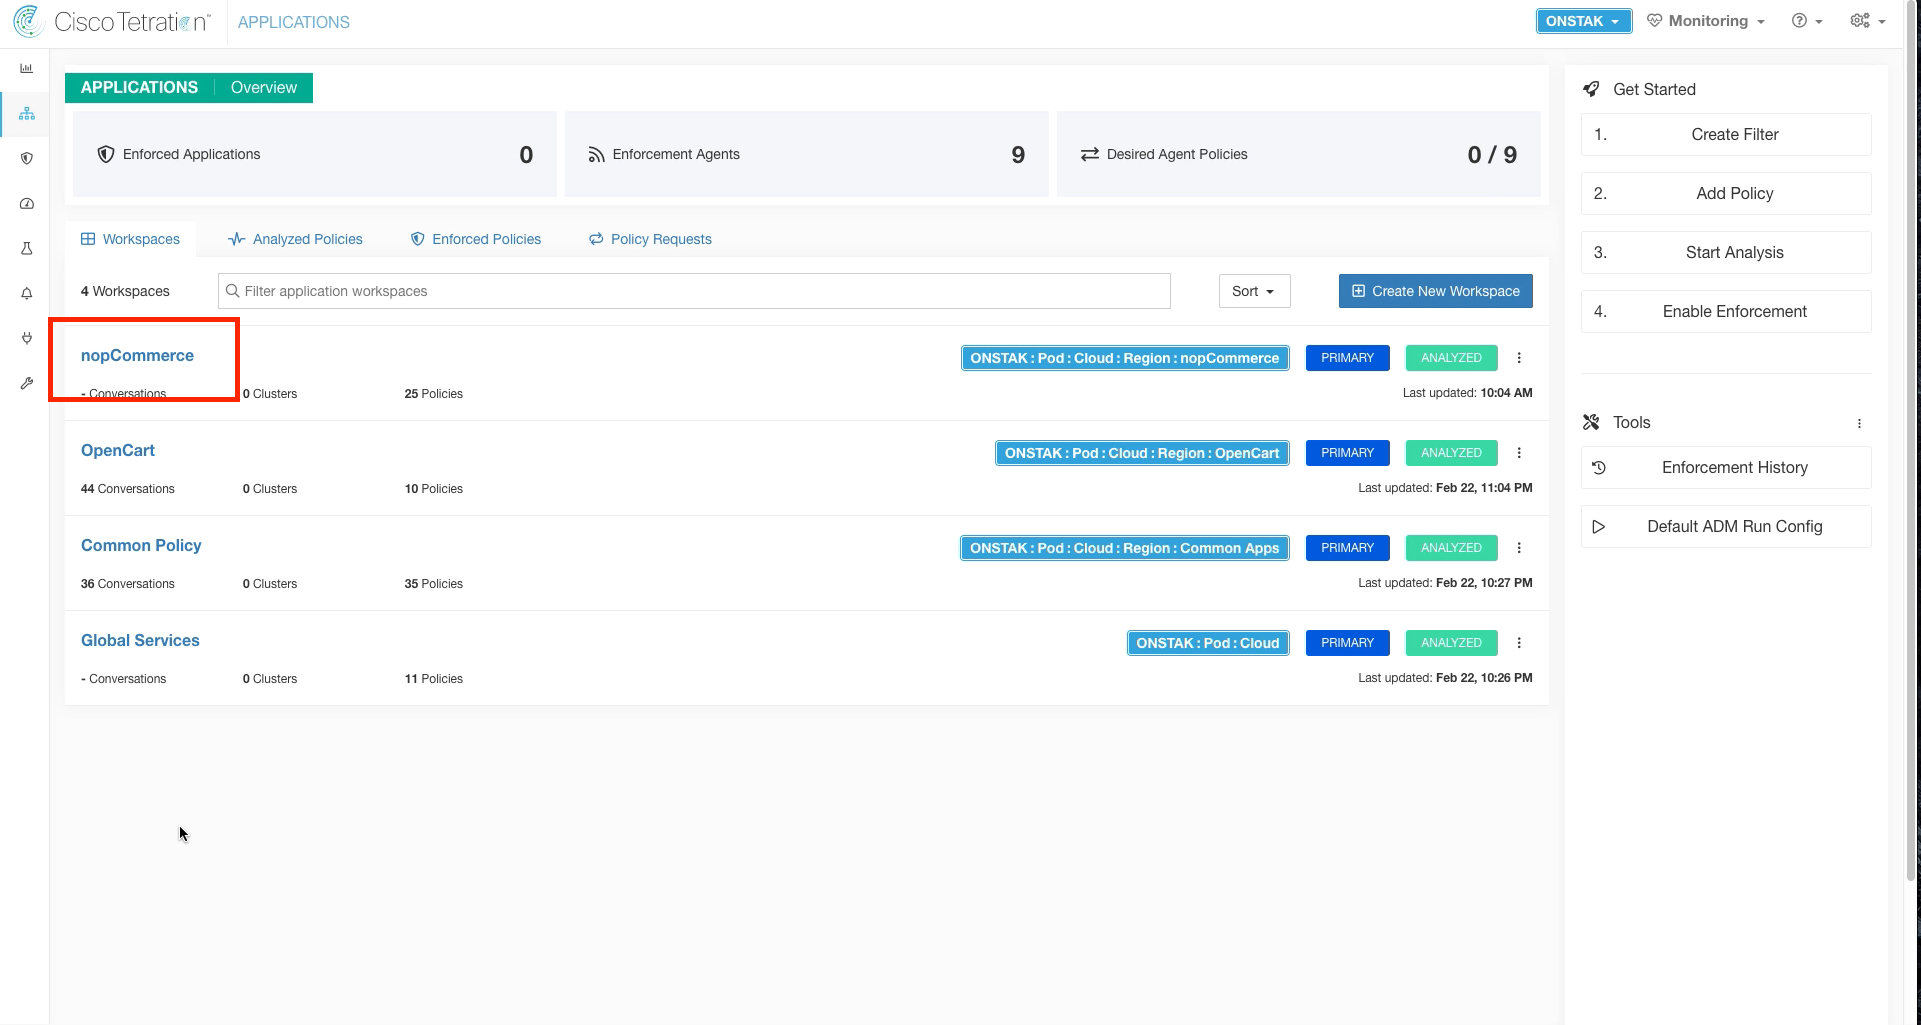 Cisco Tetration™ APPLICATIONS ONSTAK Monitoring
APPLICATIONS Overview
Enforced Applications 0 Enforcement Agents 9 Desired Agent Policies 0 / 9
Workspaces Analyzed Policies Enforced Policies Policy Requests
4 Workspaces Filter application workspaces Sort Create New Workspace
nopCommerce ONSTAK : Pod : Cloud : Region : nopCommerce PRIMARY ANALYZED
- Conversations 0 Clusters 25 Policies Last updated: 10:04 AM
OpenCart ONSTAK : Pod : Cloud : Region : OpenCart PRIMARY ANALYZED
44 Conversations 0 Clusters 10 Policies Last updated: Feb 22, 11:04 PM
Common Policy ONSTAK : Pod : Cloud : Region : Common Apps PRIMARY ANALYZED
36 Conversations 0 Clusters 35 Policies Last updated: Feb 22, 10:27 PM
Global Services ONSTAK : Pod : Cloud PRIMARY ANALYZED
- Conversations 0 Clusters 11 Policies Last updated: Feb 22, 10:26 PM
Get Started
1. Create Filter
2. Add Policy
3. Start Analysis
4. Enable Enforcement
Tools
Enforcement History
Default ADM Run Config